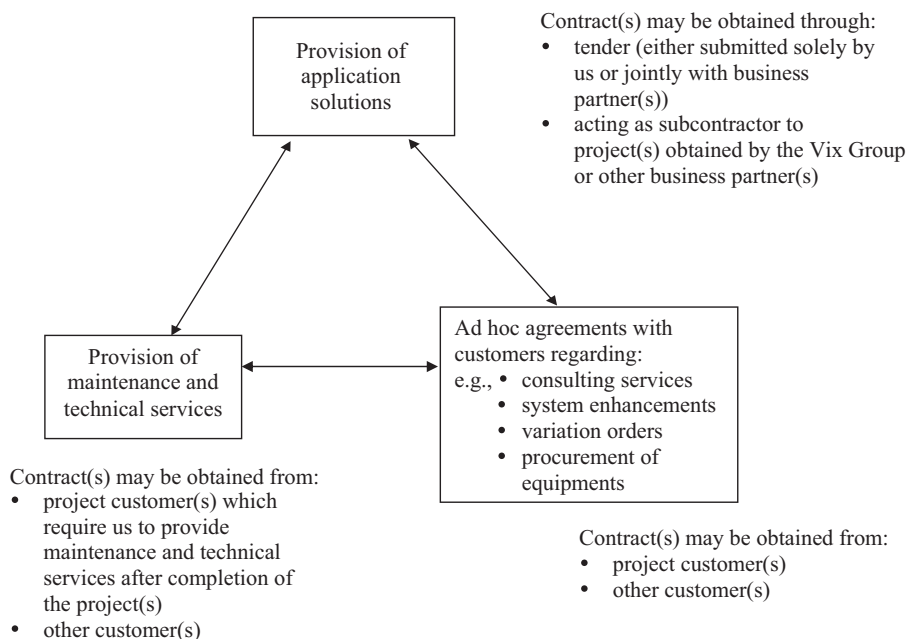 Provision of
application
solutions
Contract(s) may be obtained through:
• tender (either submitted solely by
us or jointly with business
partner(s))
• acting as subcontractor to
project(s) obtained by the Vix Group
or other business partner(s)
Provision of
maintenance and
technical services
Ad hoc agreements with
customers regarding:
e.g., • consulting services
• system enhancements
• variation orders
• procurement of
equipments
Contract(s) may be obtained from:
• project customer(s) which
require us to provide
maintenance and technical
services after completion of
the project(s)
• other customer(s)
Contract(s) may be obtained from:
• project customer(s)
• other customer(s)